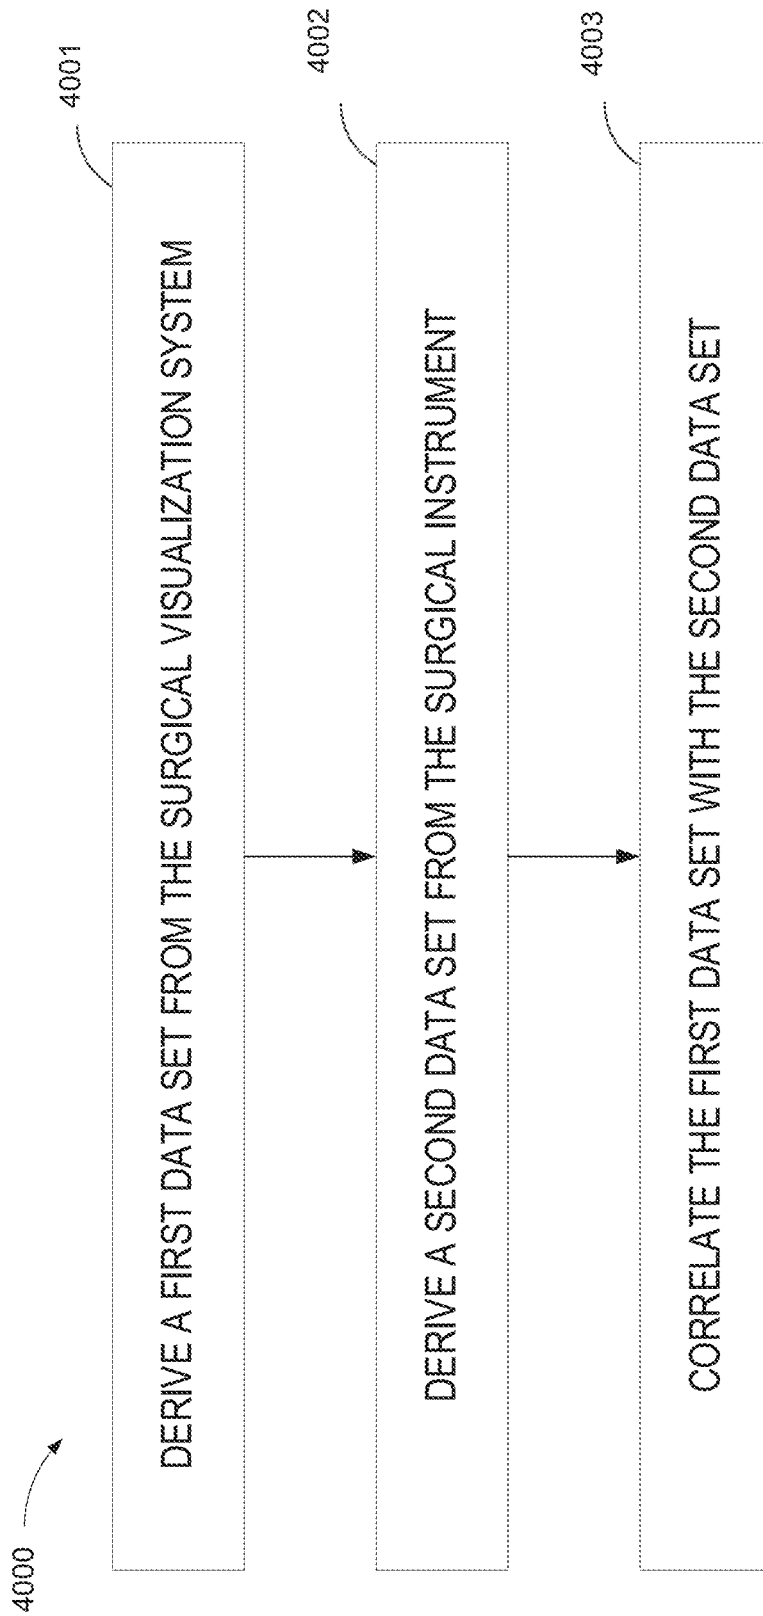 4000
4001
DERIVE A FIRST DATA SET FROM THE SURGICAL VISUALIZATION SYSTEM
4002
DERIVE A SECOND DATA SET FROM THE SURGICAL INSTRUMENT
4003
CORRELATE THE FIRST DATA SET WITH THE SECOND DATA SET